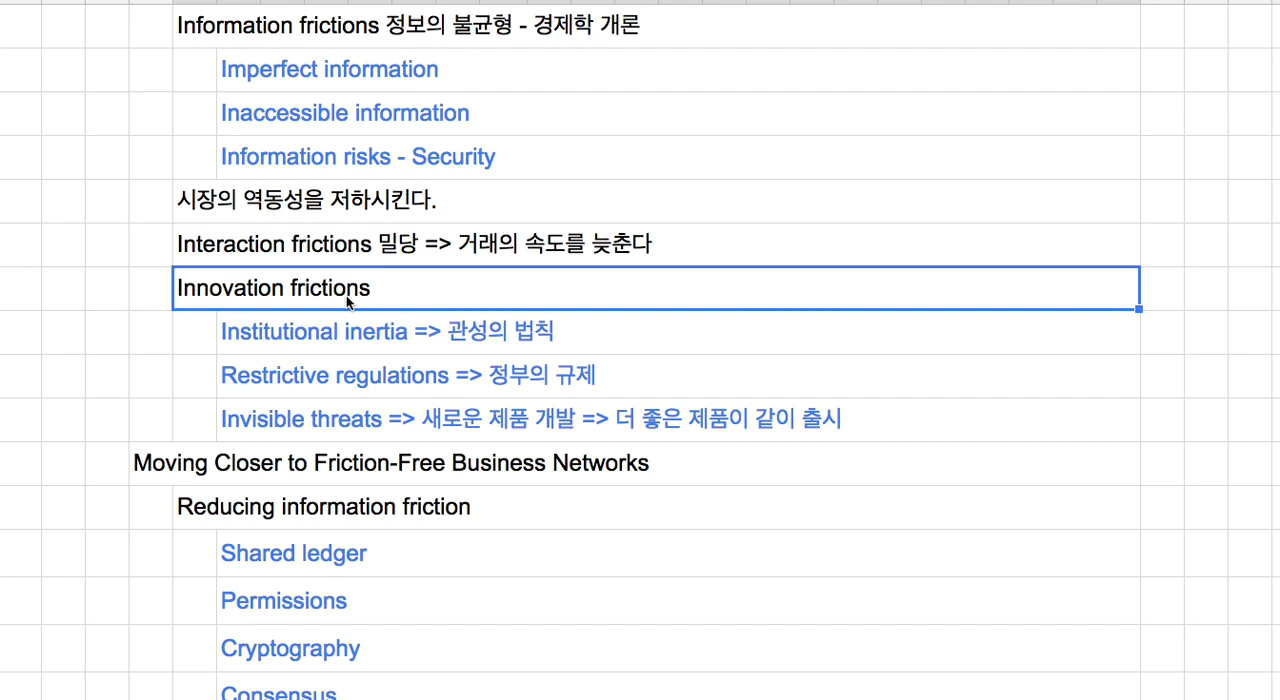 Information frictions 정보의 불균형 - 경제학 개론
Imperfect information
Inaccessible information
Information risks - Security
시장의 역동성을 저하시킨다.
Interaction frictions 밀당 => 거래의 속도를 늦춘다
Innovation frictions
Institutional inertia => 관성의 법칙
Restrictive regulations => 정부의 규제
Invisible threats => 새로운 제품 개발 => 더 좋은 제품이 같이 출시
Moving Closer to Friction-Free Business Networks
Reducing information friction
Shared ledger
Permissions
Cryptography
Consensus